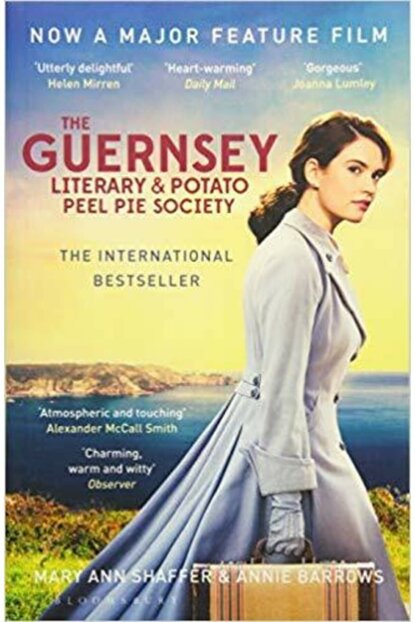 NOW A MAJOR FEATURE FILM
'Utterly delightful' 'Heart-warming' 'Gorgeous'
Helen Mirren Daily Mail Joanna Lumley
THE
GUERNSEY
LITERARY & POTATO
PEEL PIE SOCIETY
THE INTERNATIONAL
BESTSELLER
'Atmospheric and touching'
Alexander McCall Smith
'Charming,
warm and witty'
Observer
MARY ANN SHAFFER & ANNIE BARROWS
BLOOMSBURY